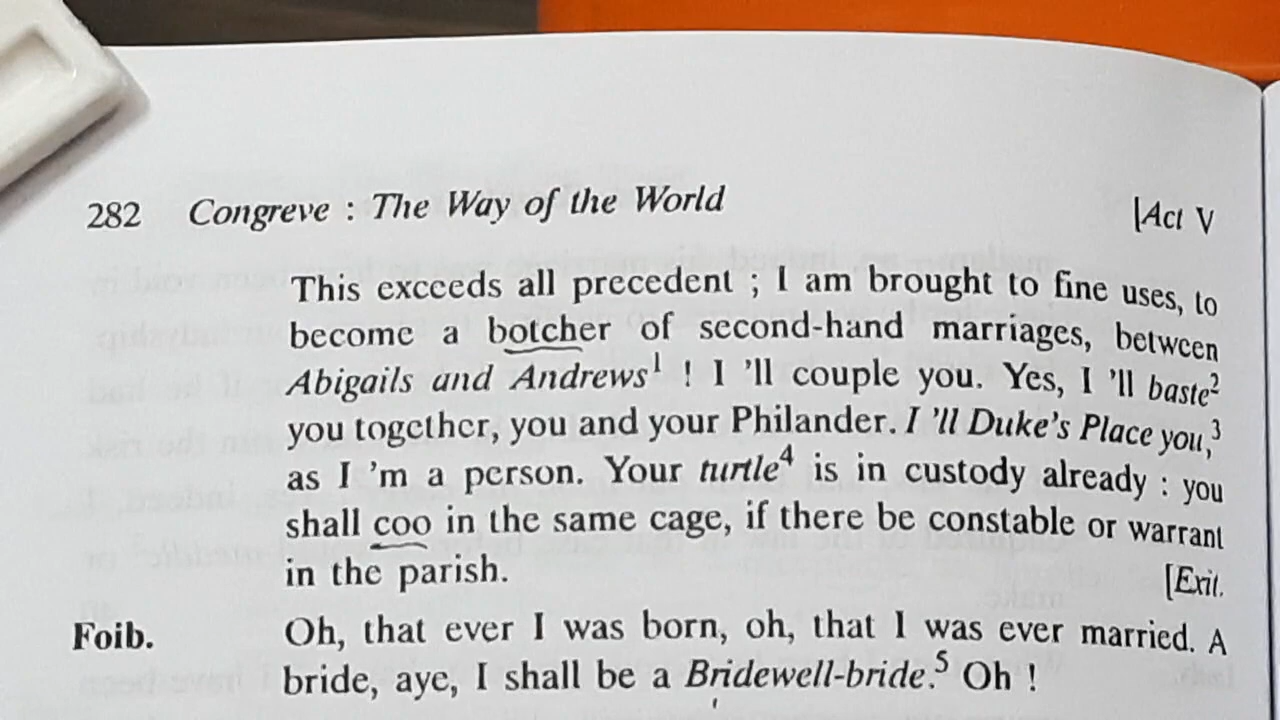 282 Congreve : The Way of the World [Act V
This exceeds all precedent ; I am brought to fine uses, to
become a botcher of second-hand marriages, between
Abigails and Andrews¹ ! I 'll couple you. Yes, I 'll baste²
you together, you and your Philander. I 'll Duke's Place you,³
as I 'm a person. Your turtle⁴ is in custody already : you
shall coo in the same cage, if there be constable or warrant
in the parish. [Exit.
Foib. Oh, that ever I was born, oh, that I was ever married. A
bride, aye, I shall be a Bridewell-bride.⁵ Oh !